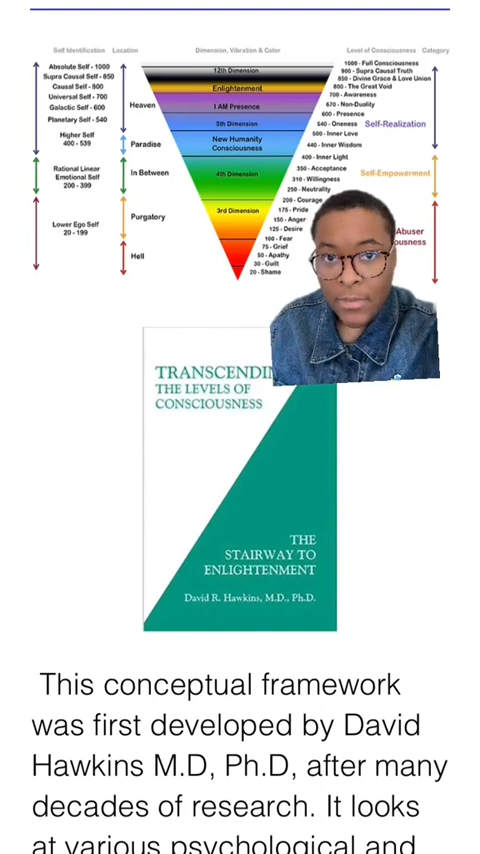 Self Identification Location Dimension, Vibration & Color Level of Consciousness Category
Absolute Self - 1000
Supra Causal Self - 850
Causal Self - 800
Universal Self - 700
Galactic Self - 600
Planetary Self - 540
Higher Self
400 - 539
Rational Linear
Emotional Self
200 - 399
Lower Ego Self
20 - 199
Heaven
Paradise
In Between
Purgatory
Hell
12th Dimension
Enlightenment
I AM Presence
5th Dimension
New Humanity
Consciousness
4th Dimension
3rd Dimension
1000 - Full Consciousness
900 - Supra Causal Truth
850 - Divine Grace & Love Union
800 - The Great Void
700 - Awareness
670 - Non-Duality
600 - Presence
540 - Oneness
500 - Inner Love
440 - Inner Wisdom
400 - Inner Light
350 - Acceptance
310 - Willingness
250 - Neutrality
200 - Courage
175 - Pride
150 - Anger
125 - Desire
100 - Fear
75 - Grief
50 - Apathy
30 - Guilt
20 - Shame
Self-Realization
Self-Empowerment
Abuser
ousness
TRANSCENDIN
THE LEVELS OF
CONSCIOUSNESS
THE
STAIRWAY TO
ENLIGHTENMENT
David R. Hawkins, M.D., Ph.D.
This conceptual framework
was first developed by David
Hawkins M.D, Ph.D, after many
decades of research. It looks
at various psychological and